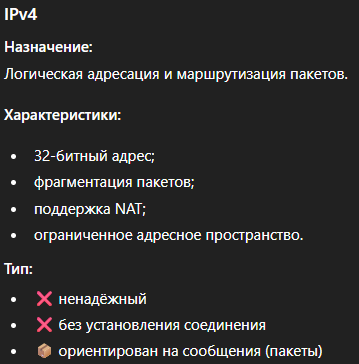 IPv4
Назначение:
Логическая адресация и маршрутизация пакетов.
Характеристики:
• 32-битный адрес;
• фрагментация пакетов;
• поддержка NAT;
• ограниченное адресное пространство.
Тип:
• ❌ ненадёжный
• ❌ без установления соединения
• 📦 ориентирован на сообщения (пакеты)